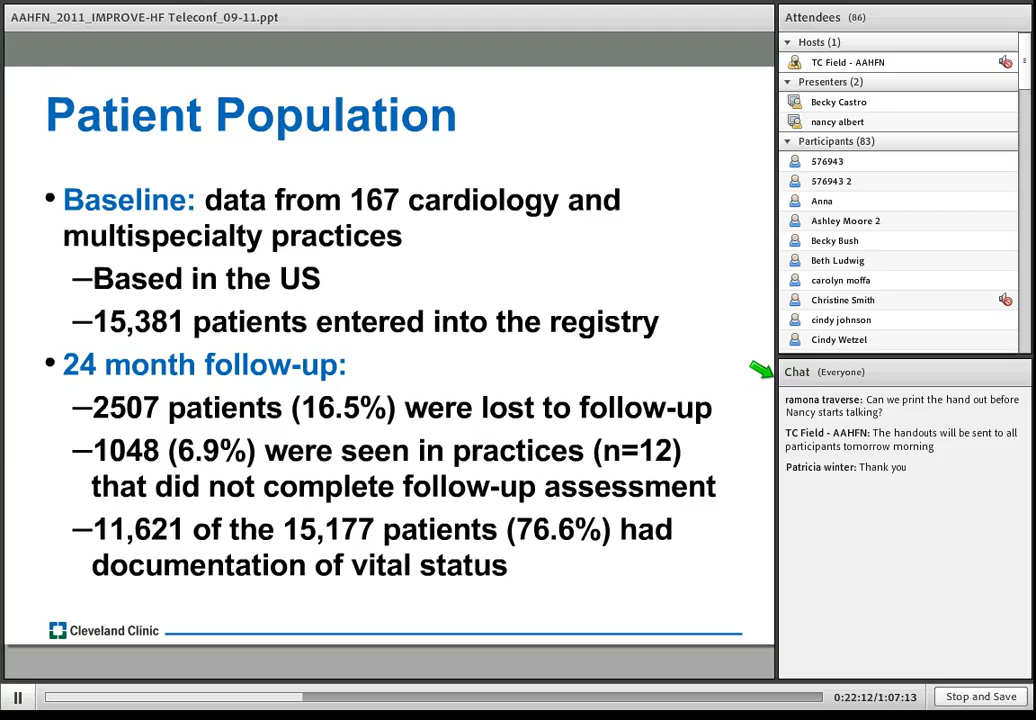 AAHFN_2011_IMPROVE-HF Teleconf_09-11.ppt
Patient Population
• Baseline: data from 167 cardiology and
multispecialty practices
–Based in the US
–15,381 patients entered into the registry
• 24 month follow-up:
–2507 patients (16.5%) were lost to follow-up
–1048 (6.9%) were seen in practices (n=12)
that did not complete follow-up assessment
–11,621 of the 15,177 patients (76.6%) had
documentation of vital status
Cleveland Clinic
Attendees (86)
Hosts (1)
TC Field - AAHFN
Presenters (2)
Becky Castro
nancy albert
Participants (83)
576943
576943 2
Anna
Ashley Moore 2
Becky Bush
Beth Ludwig
carolyn moffa
Christine Smith
cindy johnson
Cindy Wetzel
Chat (Everyone)
ramona traverse: Can we print the hand out before
Nancy starts talking?
TC Field - AAHFN: The handouts will be sent to all
participants tomorrow morning
Patricia winter: Thank you
0:22:12/1:07:13
Stop and Save